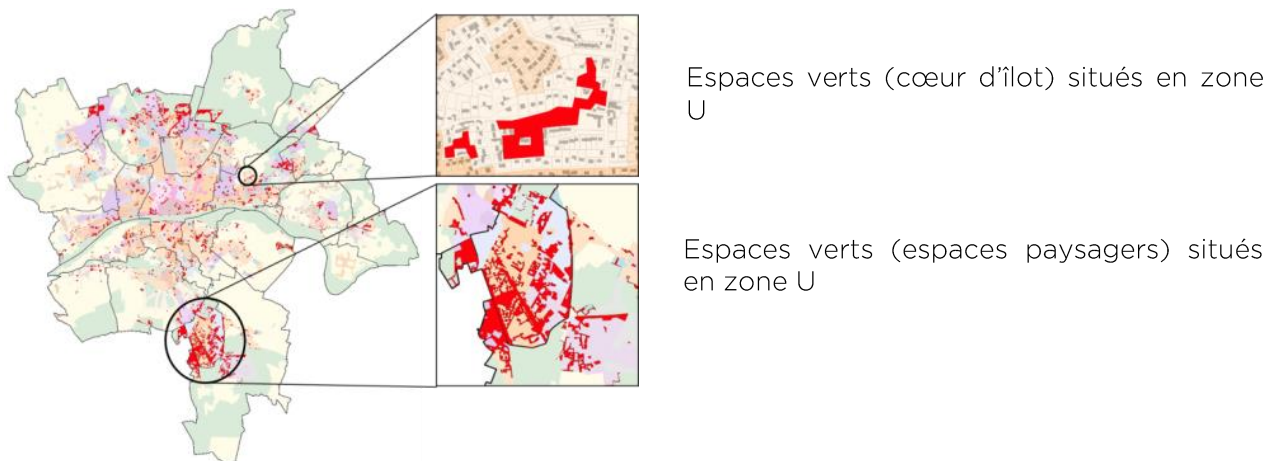 Espaces verts (cœur d'îlot) situés en zone
U
Espaces verts (espaces paysagers) situés
en zone U